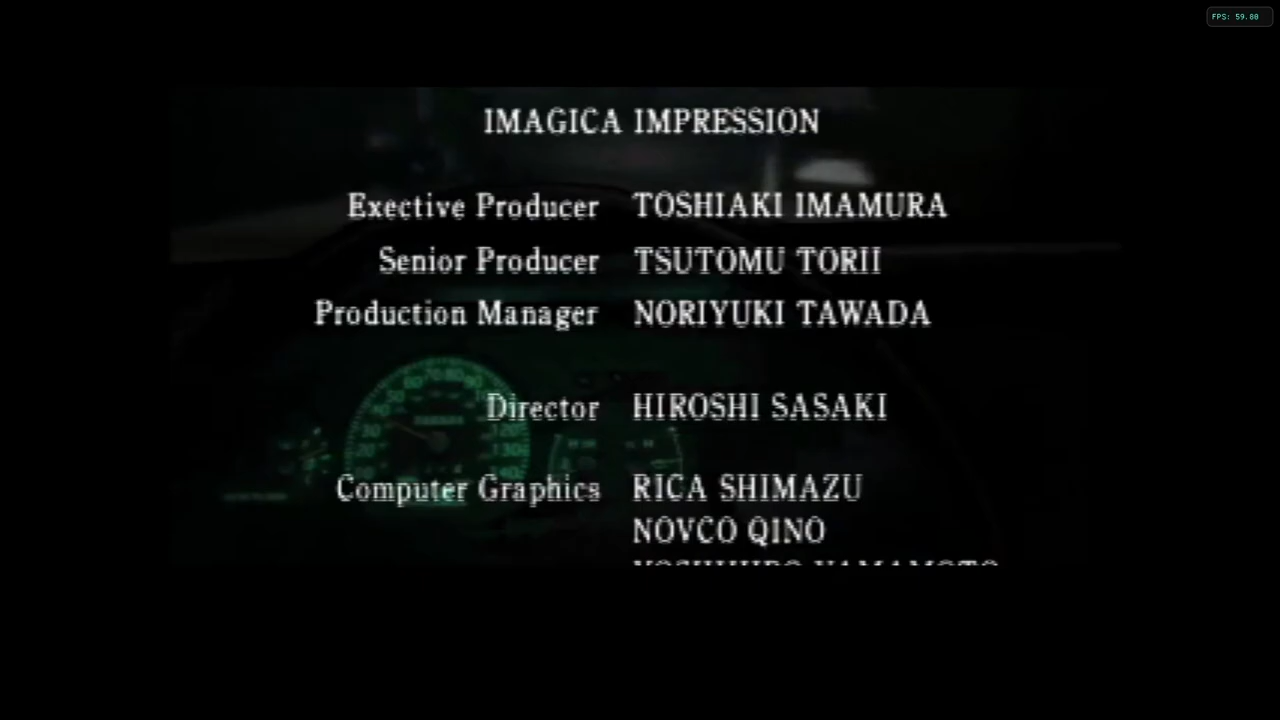 FPS: 59.80
IMAGICA IMPRESSION
Exective Producer TOSHIAKI IMAMURA
Senior Producer TSUTOMU TORII
Production Manager NORIYUKI TAWADA
Director HIROSHI SASAKI
Computer Graphics RICA SHIMAZU
NOVCO QINO